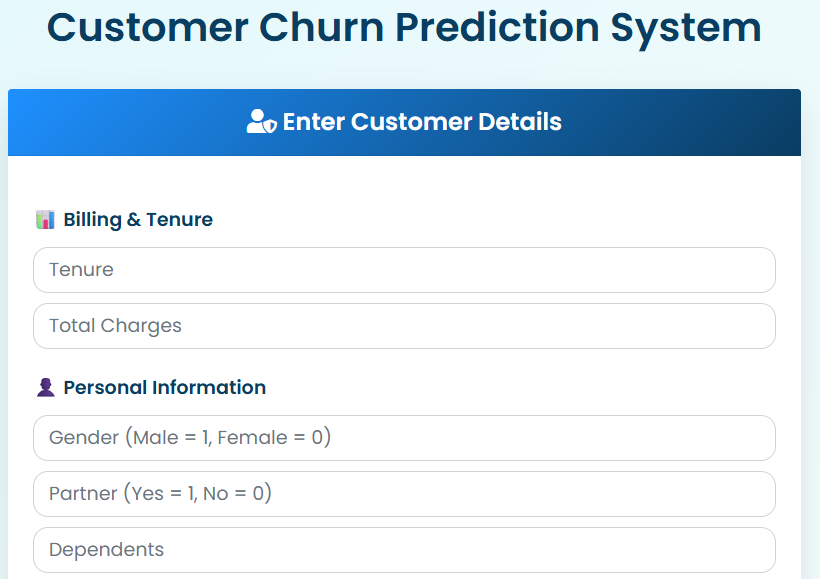 Customer Churn Prediction System
Enter Customer Details
Billing & Tenure
Tenure
Total Charges
Personal Information
Gender (Male = 1, Female = 0)
Partner (Yes = 1, No = 0)
Dependents